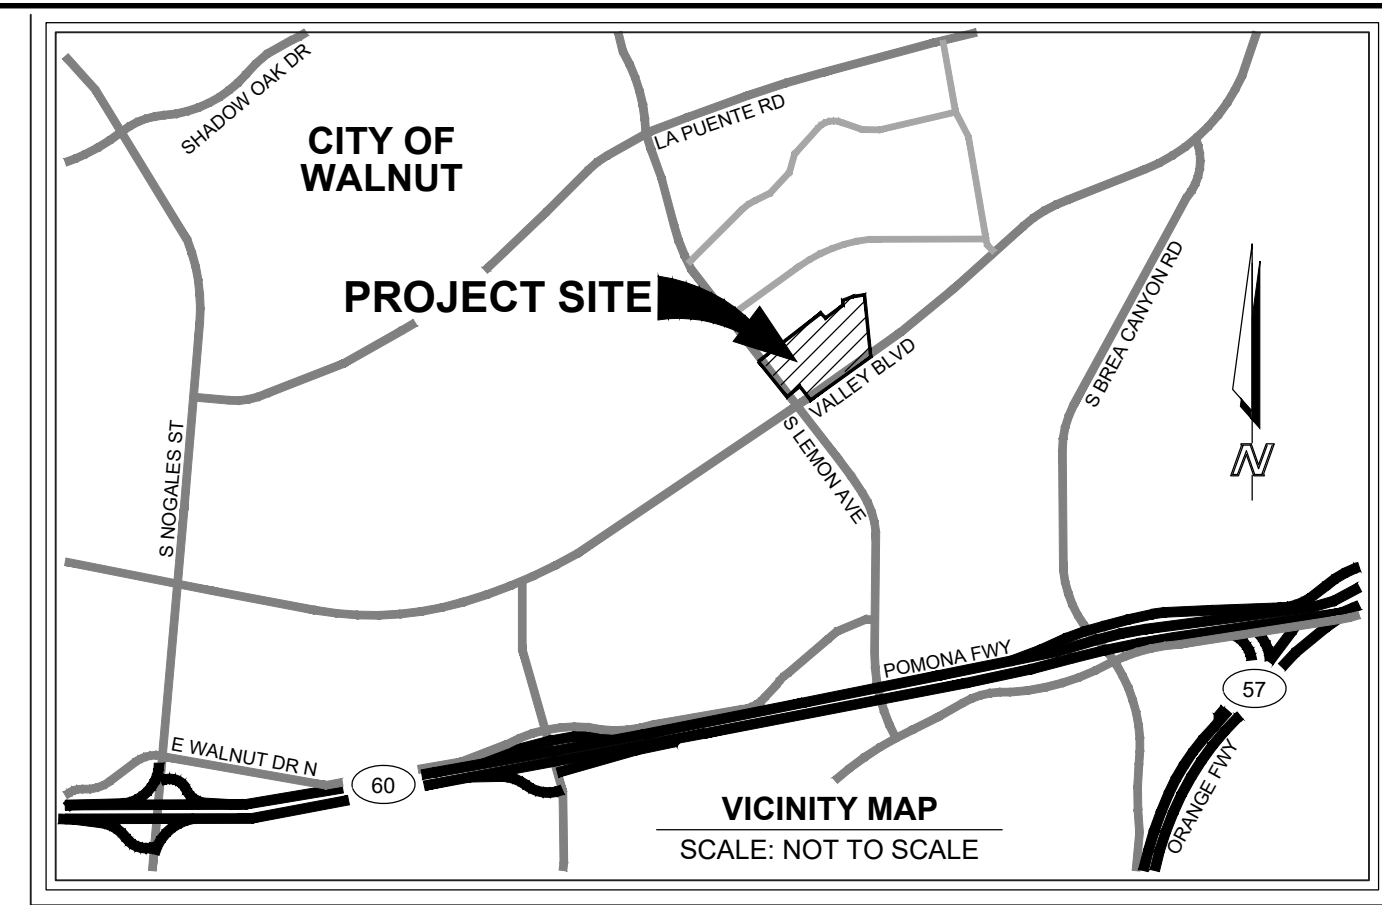 SHADOW OAK DR
CITY OF
WALNUT
LA PUENTE RD
PROJECT SITE
S BREA CANYON RD
VALLEY BLVD
S LEMON AVE
S NOGALES ST
N
POMONA FWY
57
E WALNUT DR N
60
ORANGE FWY
VICINITY MAP
SCALE: NOT TO SCALE